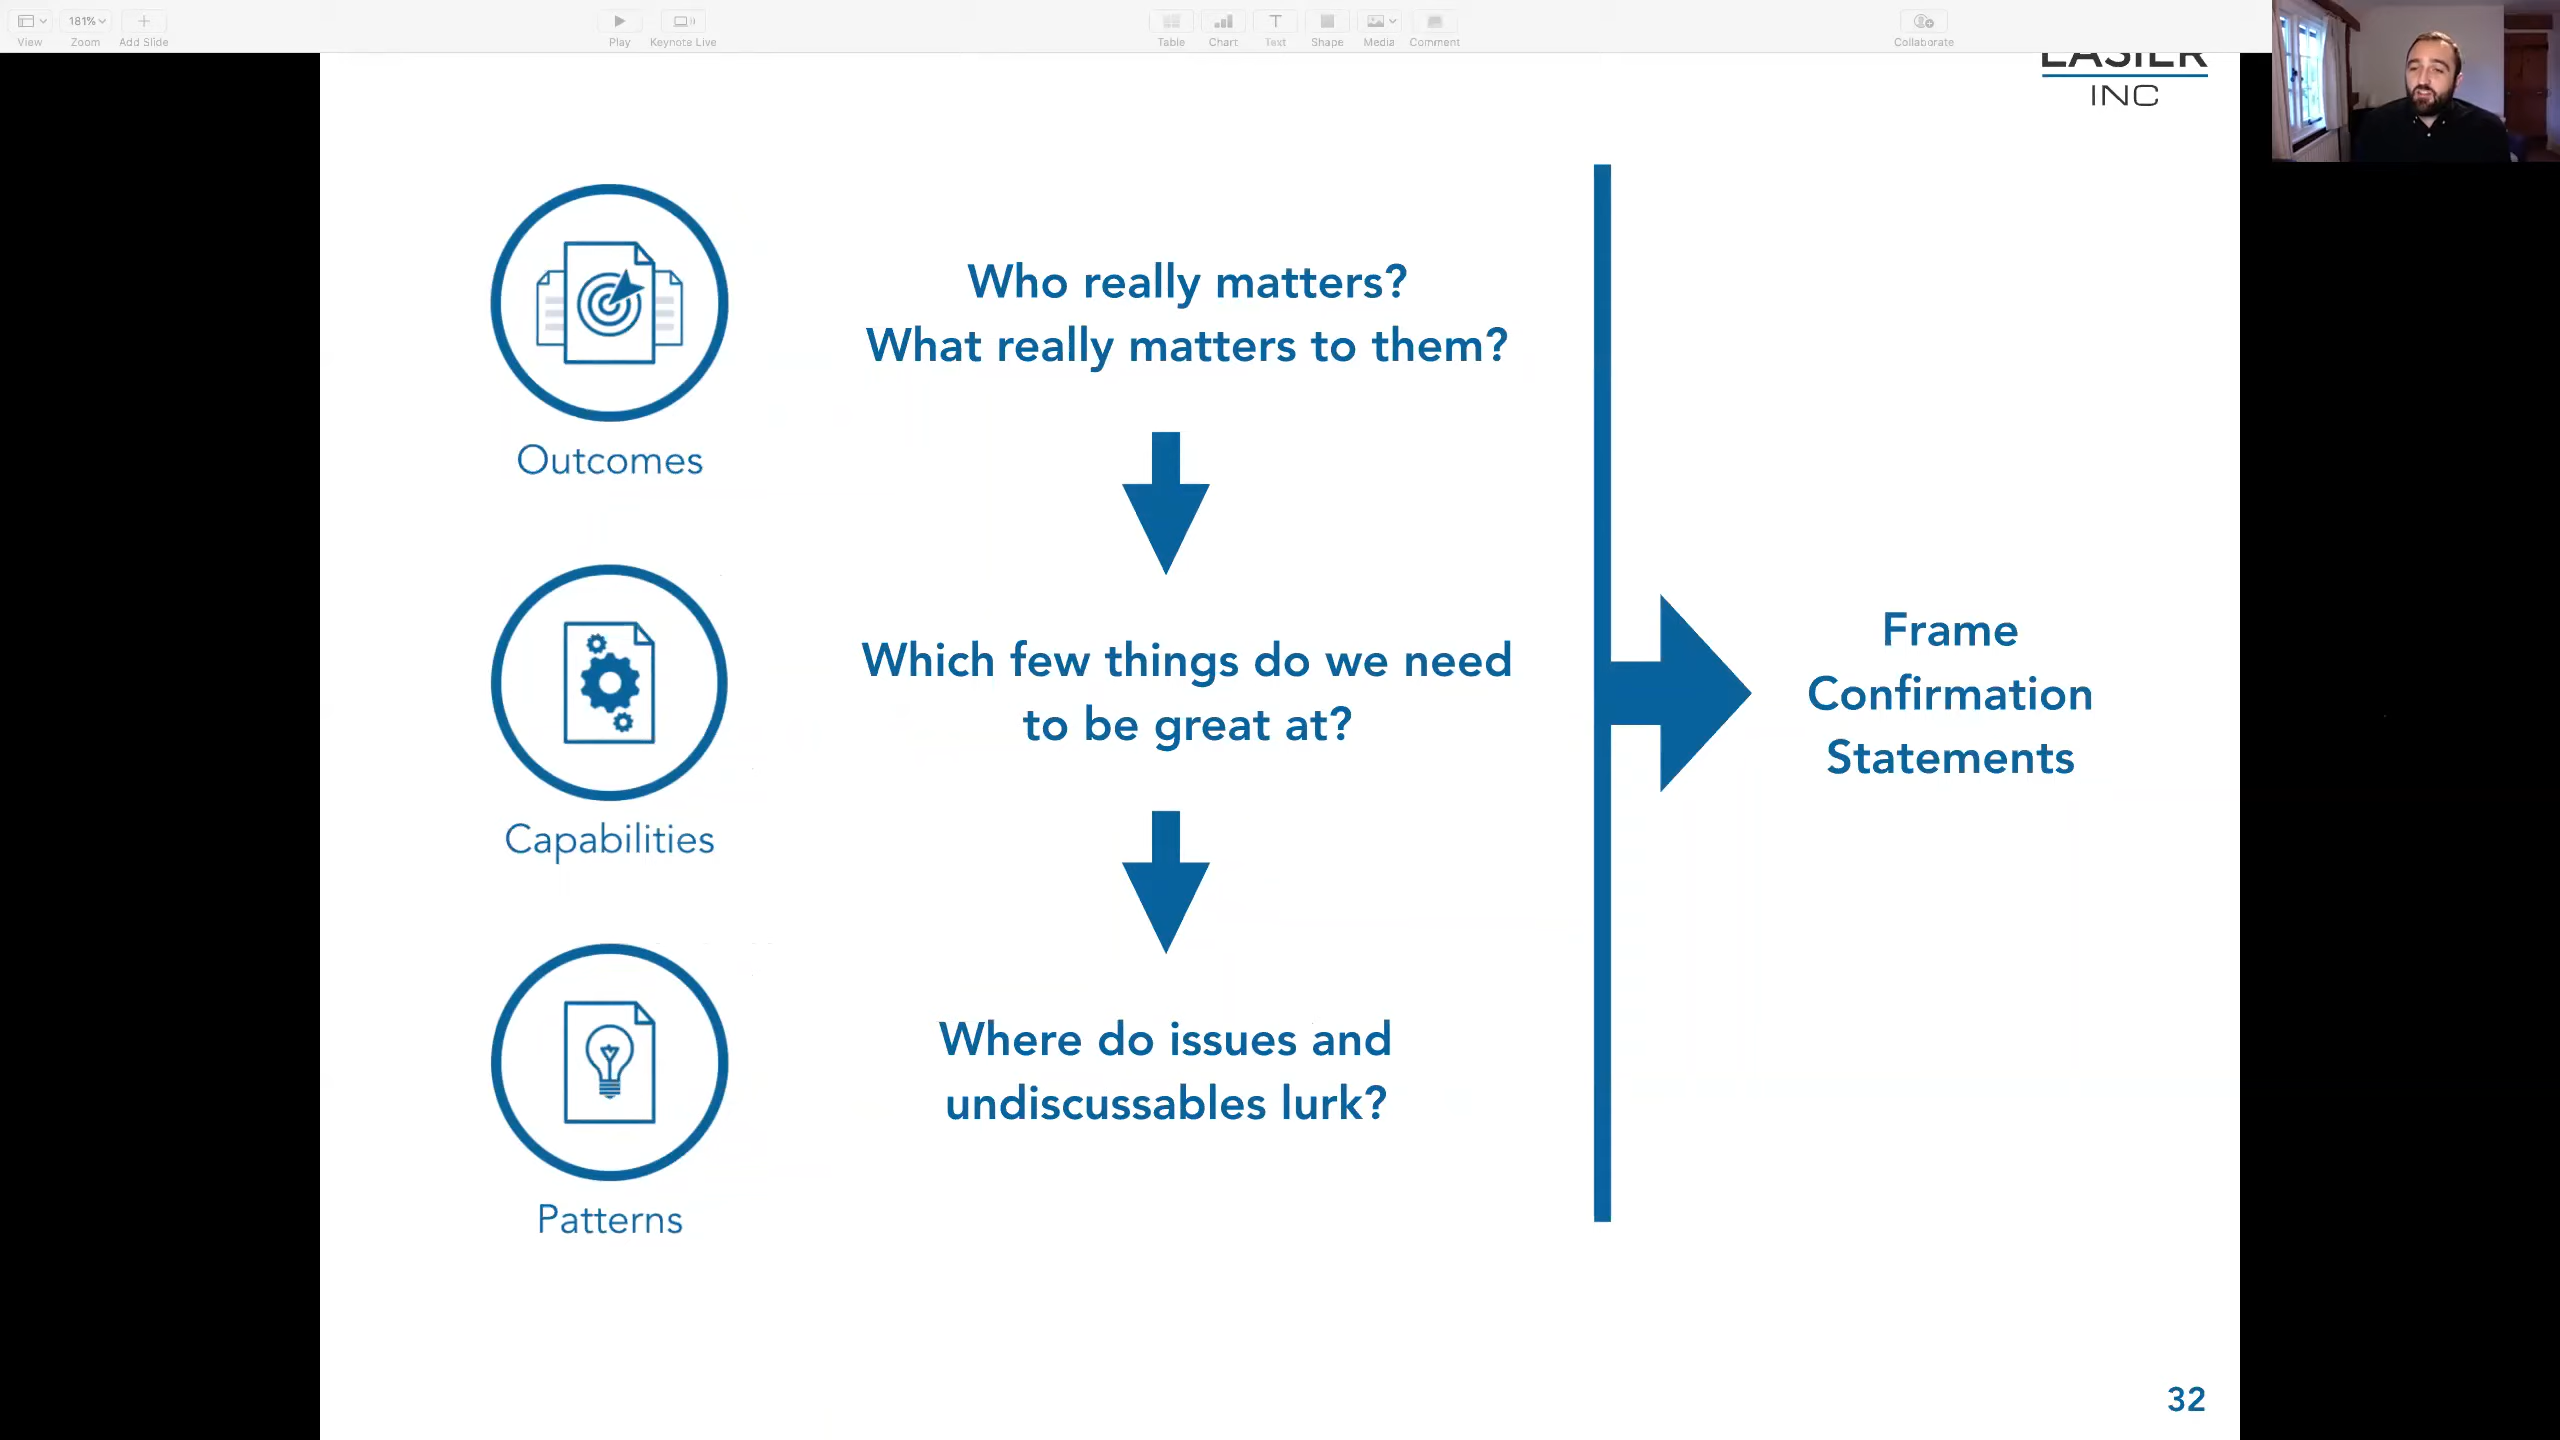 181%
View
Zoom
Add Slide
Play
Keynote Live
Table
Chart
Text
Shape
Media
Comment
Collaborate
EASIER
INC
Who really matters?
What really matters to them?
Outcomes
Which few things do we need
to be great at?
Capabilities
Where do issues and
undiscussables lurk?
Patterns
Frame
Confirmation
Statements
32